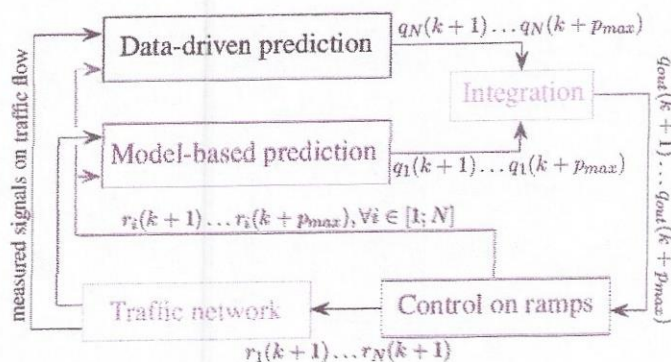 q_N(k+1)...q_N(k+p_max)
Data-driven prediction
Integration
Model-based prediction
q_1(k+1)...q_1(k+p_max)
q_out(k+1)...q_out(k+p_max)
measured signals on traffic flow
r_i(k+1)...r_i(k+p_max), ∀i ∈ [1; N]
Traffic network
Control on ramps
r_1(k+1)...r_N(k+1)